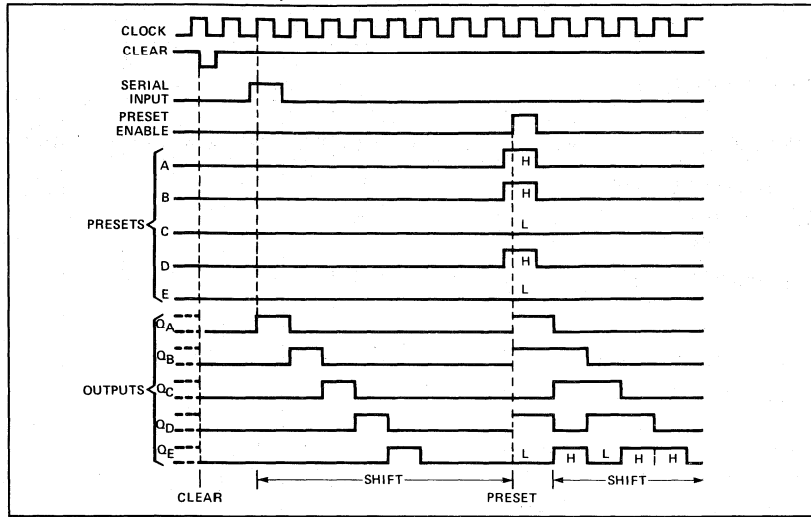 CLOCK
CLEAR
SERIAL
INPUT
PRESET
ENABLE
A H
B H
PRESETS C L
D H
E L
QA
QB
OUTPUTS QC
QD
QE L H L H H
SHIFT SHIFT
CLEAR PRESET